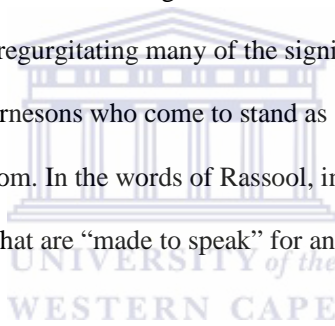 regurgitating many of the signi
rnesons who come to stand as
om. In the words of Rassool, in
hat are "made to speak" for an
UNIVERSITY of the
WESTERN CAPE